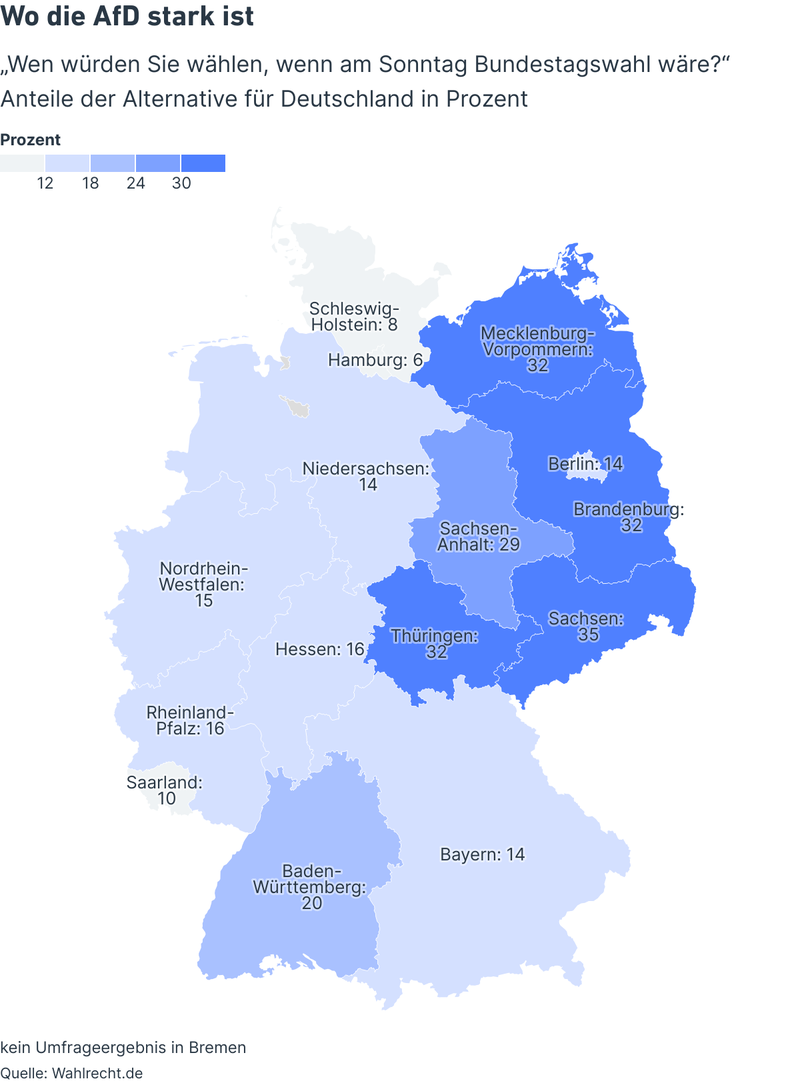 Wo die AfD stark ist
„Wen würden Sie wählen, wenn am Sonntag Bundestagswahl wäre?“
Anteile der Alternative für Deutschland in Prozent
Prozent
12 18 24 30
Schleswig-
Holstein: 8
Mecklenburg-
Vorpommern:
32
Hamburg: 6
Niedersachsen:
14
Berlin: 14
Brandenburg:
32
Sachsen-
Anhalt: 29
Nordrhein-
Westfalen:
15
Sachsen:
35
Thüringen:
32
Hessen: 16
Rheinland-
Pfalz: 16
Saarland:
10
Bayern: 14
Baden-
Württemberg:
20
kein Umfrageergebnis in Bremen
Quelle: Wahlrecht.de